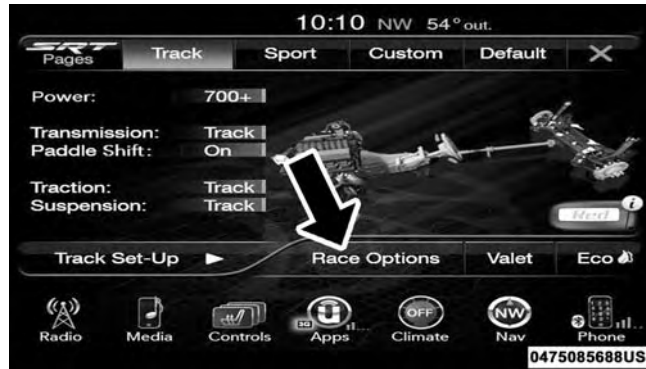 10:10 NW 54° out.
SRT Pages Track Sport Custom Default
Power: 700+
Transmission: Track
Paddle Shift: On
Traction: Track
Suspension: Track
Red i
Track Set-Up Race Options Valet Eco
3G OFF NW
Radio Media Controls Apps Climate Nav Phone
0475085688US